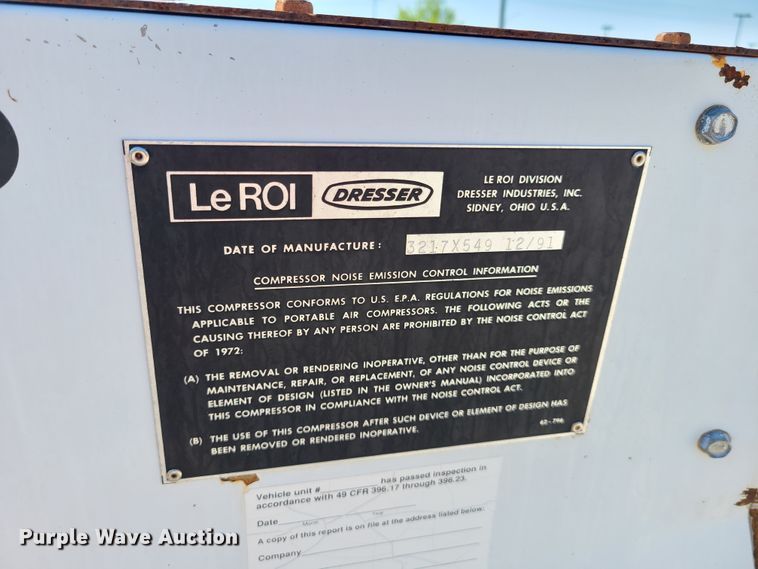 Le ROI DRESSER
LE ROI DIVISION
DRESSER INDUSTRIES, INC.
SIDNEY, OHIO U.S.A.
DATE OF MANUFACTURE: 3217X549 12/91
COMPRESSOR NOISE EMISSION CONTROL INFORMATION
THIS COMPRESSOR CONFORMS TO U.S. E.P.A. REGULATIONS FOR NOISE EMISSIONS
APPLICABLE TO PORTABLE AIR COMPRESSORS. THE FOLLOWING ACTS OR THE
CAUSING THEREOF BY ANY PERSON ARE PROHIBITED BY THE NOISE CONTROL ACT
OF 1972:
(A) THE REMOVAL OR RENDERING INOPERATIVE, OTHER THAN FOR THE PURPOSE OF
MAINTENANCE, REPAIR, OR REPLACEMENT, OF ANY NOISE CONTROL DEVICE OR
ELEMENT OF DESIGN (LISTED IN THE OWNER'S MANUAL) INCORPORATED INTO
THIS COMPRESSOR IN COMPLIANCE WITH THE NOISE CONTROL ACT.
(B) THE USE OF THIS COMPRESSOR AFTER SUCH DEVICE OR ELEMENT OF DESIGN HAS
BEEN REMOVED OR RENDERED INOPERATIVE.
62-796
Vehicle unit # has passed inspection in
accordance with 49 CFR 396.17 through 396.23.
Date
Month Year
A copy of this report is on file at the address listed below:
Company
Purple Wave Auction